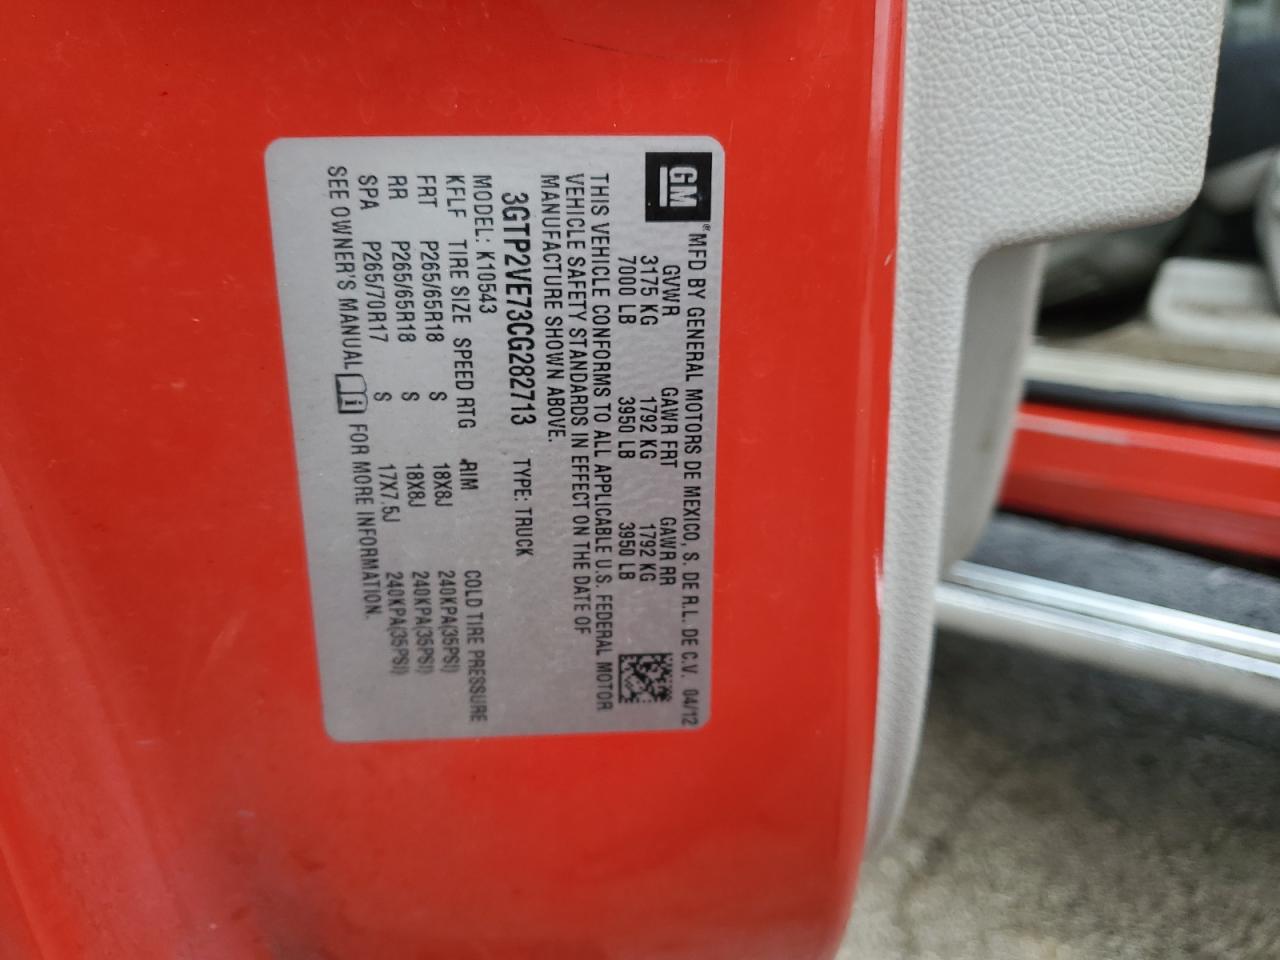 GM
® MFD BY GENERAL MOTORS DE MEXICO, S. DE R.L. DE C.V. 04/12
GVWR GAWR FRT GAWR RR
3175 KG 1792 KG 1792 KG
7000 LB 3950 LB 3950 LB
THIS VEHICLE CONFORMS TO ALL APPLICABLE U.S. FEDERAL MOTOR
VEHICLE SAFETY STANDARDS IN EFFECT ON THE DATE OF
MANUFACTURE SHOWN ABOVE.
3GTP2VE73CG282713 TYPE: TRUCK
MODEL: K10543
KFLF TIRE SIZE SPEED RTG RIM COLD TIRE PRESSURE
FRT P265/65R18 S 18X8J 240KPA(35PSI)
RR P265/65R18 S 18X8J 240KPA(35PSI)
SPA P265/70R17 S 17X7.5J 240KPA(35PSI)
SEE OWNER'S MANUAL i FOR MORE INFORMATION.